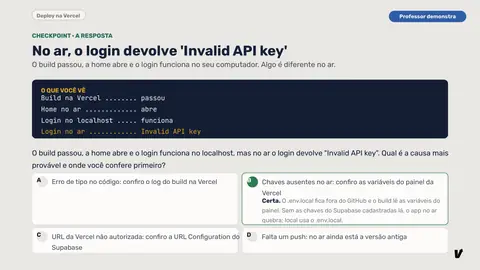 Deploy na Vercel
Professar demonstra
CHECKPOINT · A RESPOSTA
No ar, o login devolve 'Invalid API key'
O build passou, a home abre e o login funciona no seu computador. Algo é diferente no ar.
O QUE VOCÊ VÊ
Build na Vercel ........ passou
Home no ar ............. abre
Login no localhost ..... funciona
Login no ar ............ Invalid API key
O build passou, a home abre e o login funciona no localhost, mas no ar o login devolve "Invalid API key". Qual é a causa mais
provável e onde você confere primeiro?
A
Erro de tipo no código: confiro o log do build na Vercel
Chaves ausentes no ar: confiro as variáveis do painel da
Vercel
Certa. O .env.local fica fora do GitHub e o build lê as variáveis do
painel. Sem as chaves do Supabase cadastradas lá, o app no ar
quebra; local usa o .env.local.
C
URL da Vercel não autorizada: confiro a URL Configuration do
Supabase
D
Falta um push: no ar ainda está a versão antiga